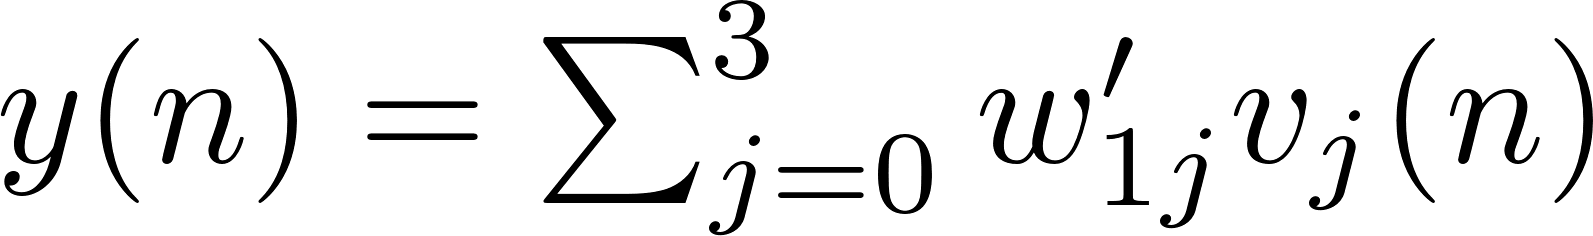 y(n) = \sum_{j=0}^{3} w'_{1j} v_j(n)